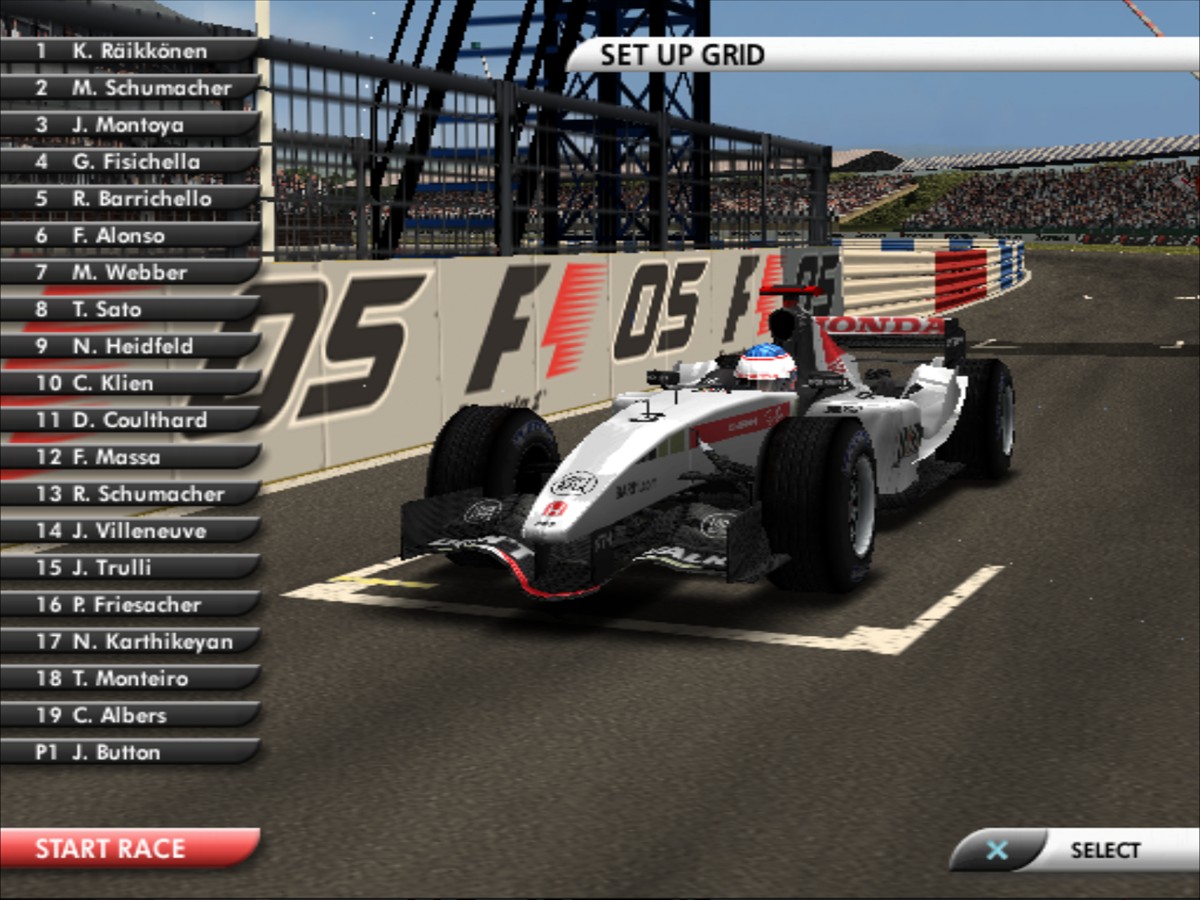 SET UP GRID
1 K. Räikkönen
2 M. Schumacher
3 J. Montoya
4 G. Fisichella
5 R. Barrichello
6 F. Alonso
7 M. Webber
8 T. Sato
9 N. Heidfeld
10 C. Klien
11 D. Coulthard
12 F. Massa
13 R. Schumacher
14 J. Villeneuve
15 J. Trulli
16 P. Friesacher
17 N. Karthikeyan
18 T. Monteiro
19 C. Albers
P1 J. Button
05 F1 05 F1 05
HONDA
3
START RACE
SELECT